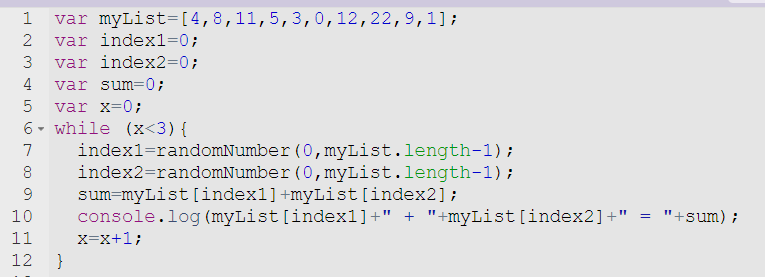 1 var myList=[4,8,11,5,3,0,12,22,9,1];
2 var index1=0;
3 var index2=0;
4 var sum=0;
5 var x=0;
6 while (x<3){
7 index1=randomNumber(0,myList.length-1);
8 index2=randomNumber(0,myList.length-1);
9 sum=myList[index1]+myList[index2];
10 console.log(myList[index1]+" + "+myList[index2]+" = "+sum);
11 x=x+1;
12 }